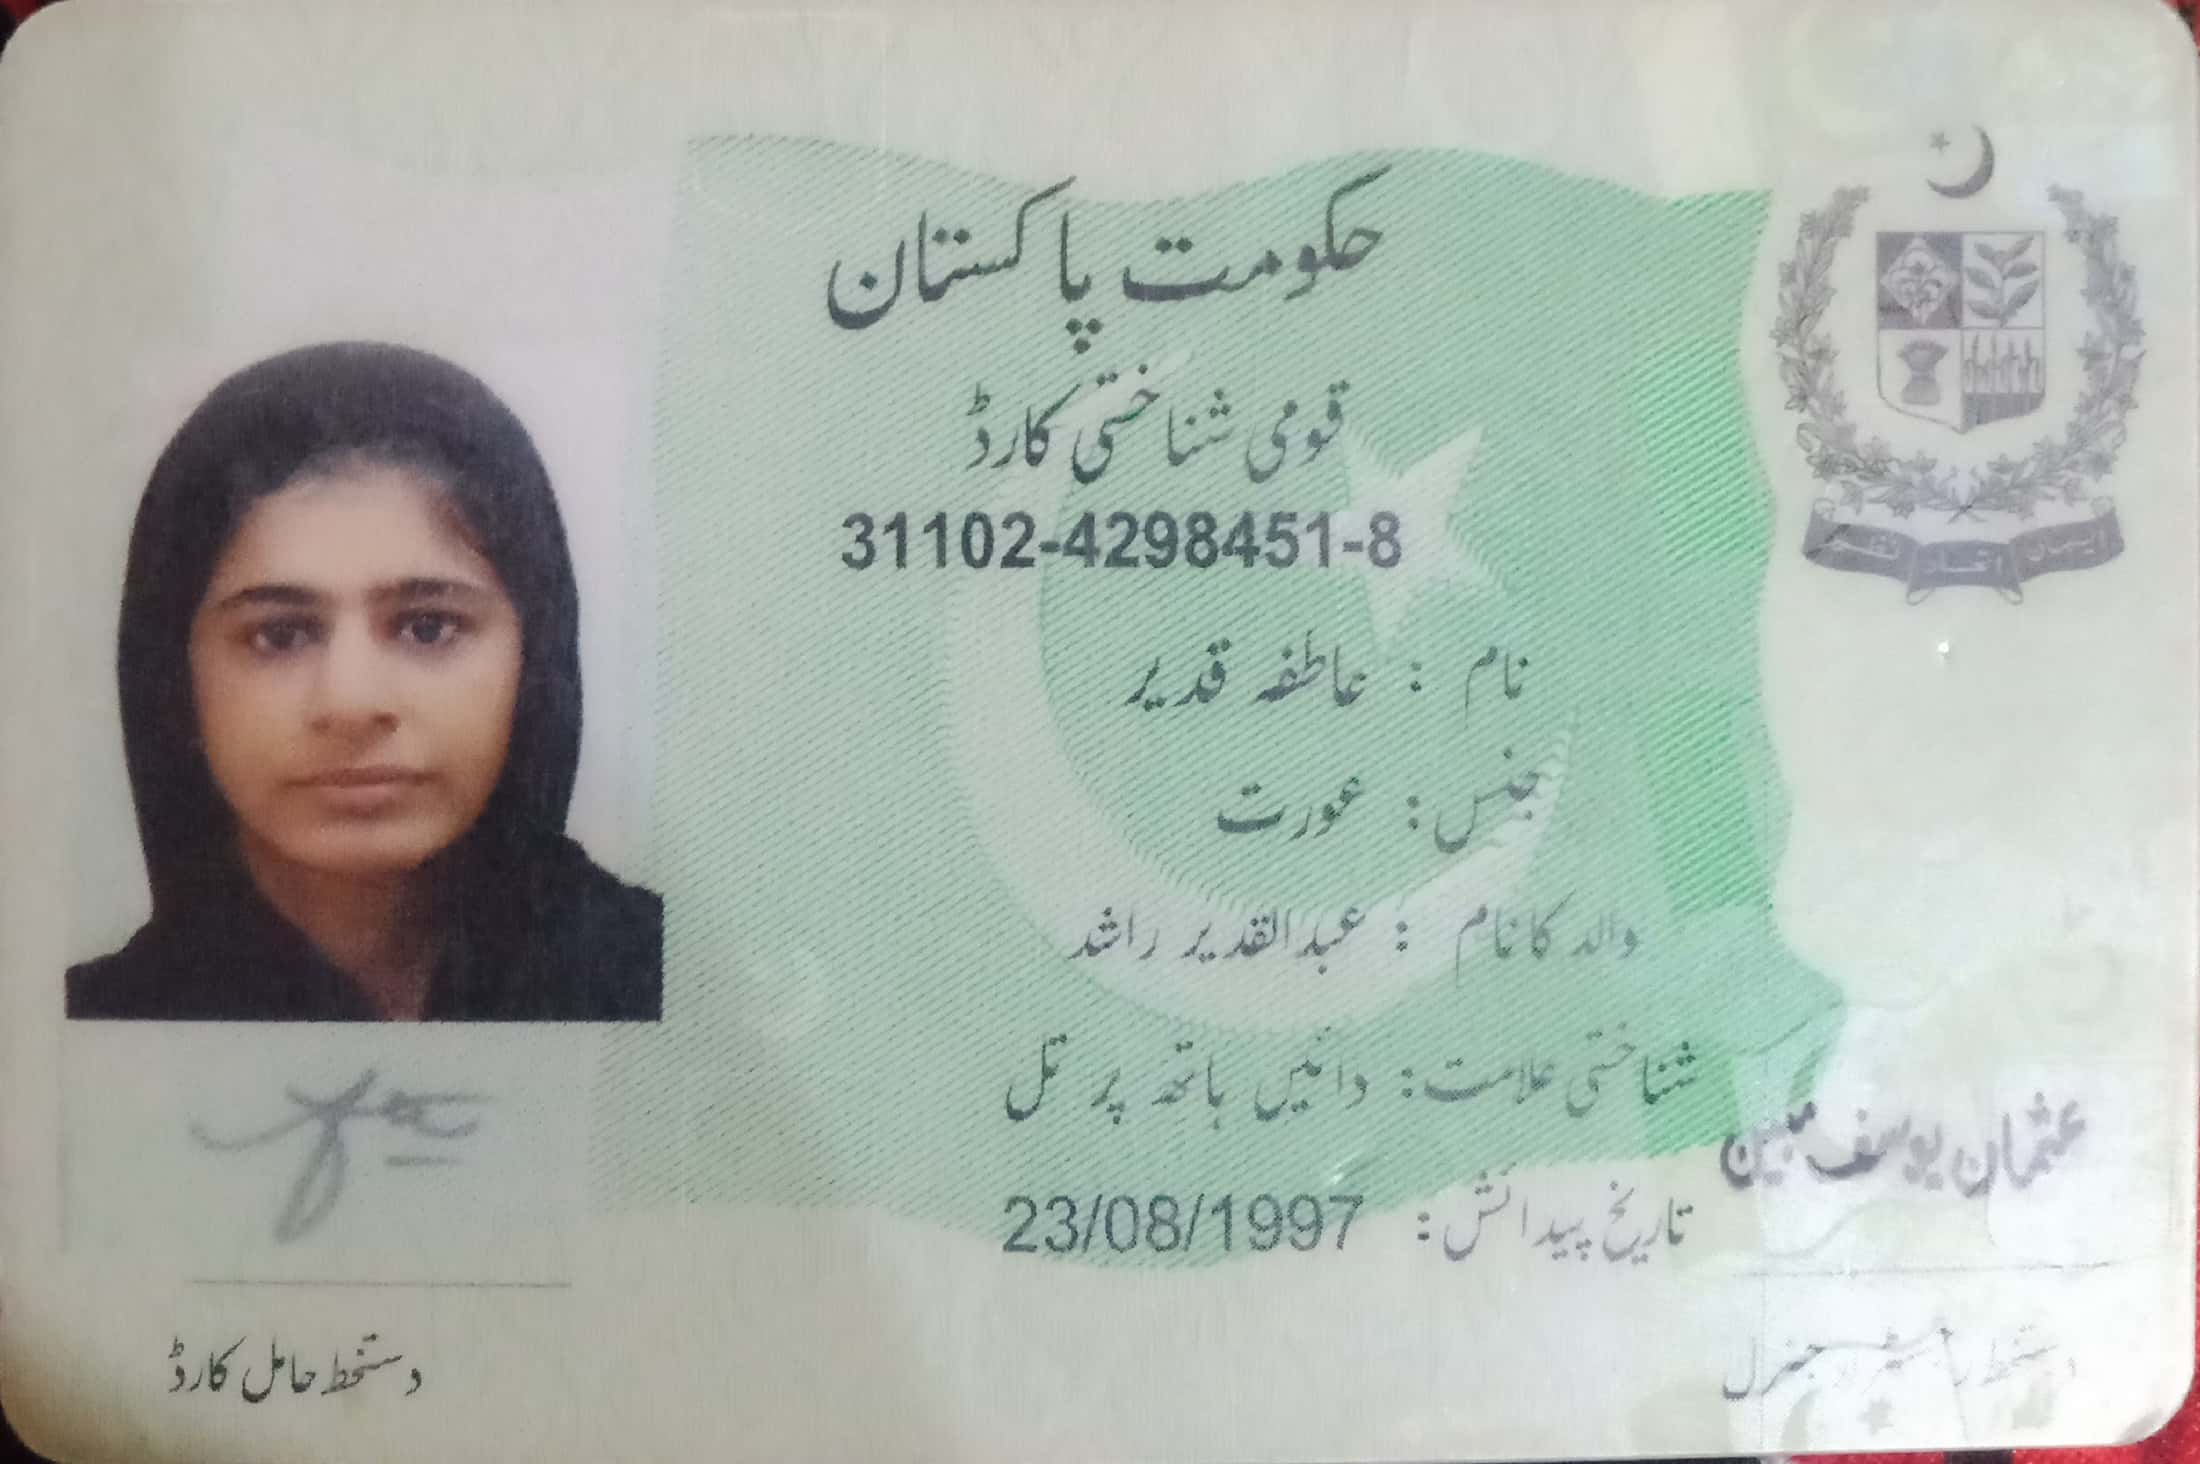 حکومت پاکستان
قومی شناختی کارڈ
31102-4298451-8
نام : عاطفہ قدیر
جنس : عورت
والد کا نام : عبدالقدیر راشد
شناختی علامت : دائیں ہاتھ پر تل
تاریخ پیدائش : 23/08/1997
عثمان یوسف مبین
دستخط رجسٹرار جنرل
دستخط حامل کارڈ
ایمان اتحاد نظم